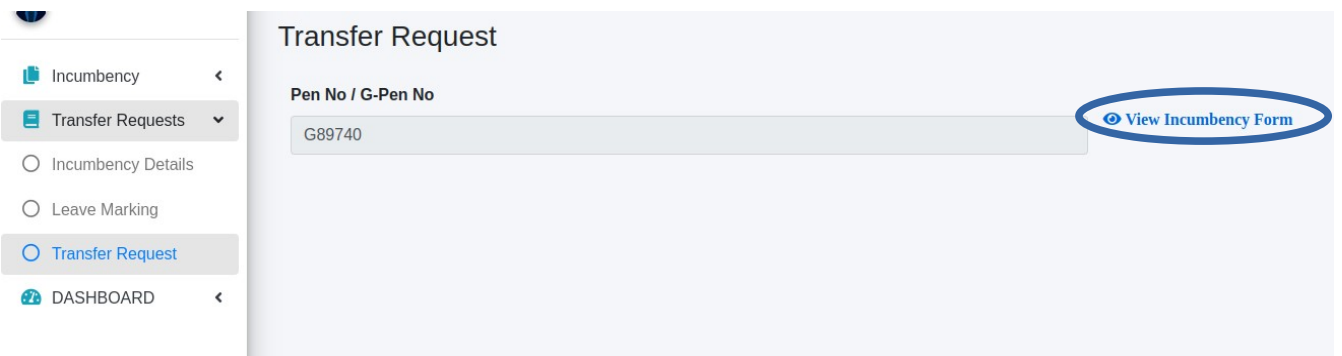 Transfer Request
Incumbency
Transfer Requests
Incumbency Details
Leave Marking
Transfer Request
DASHBOARD
Pen No / G-Pen No
G89740
View Incumbency Form